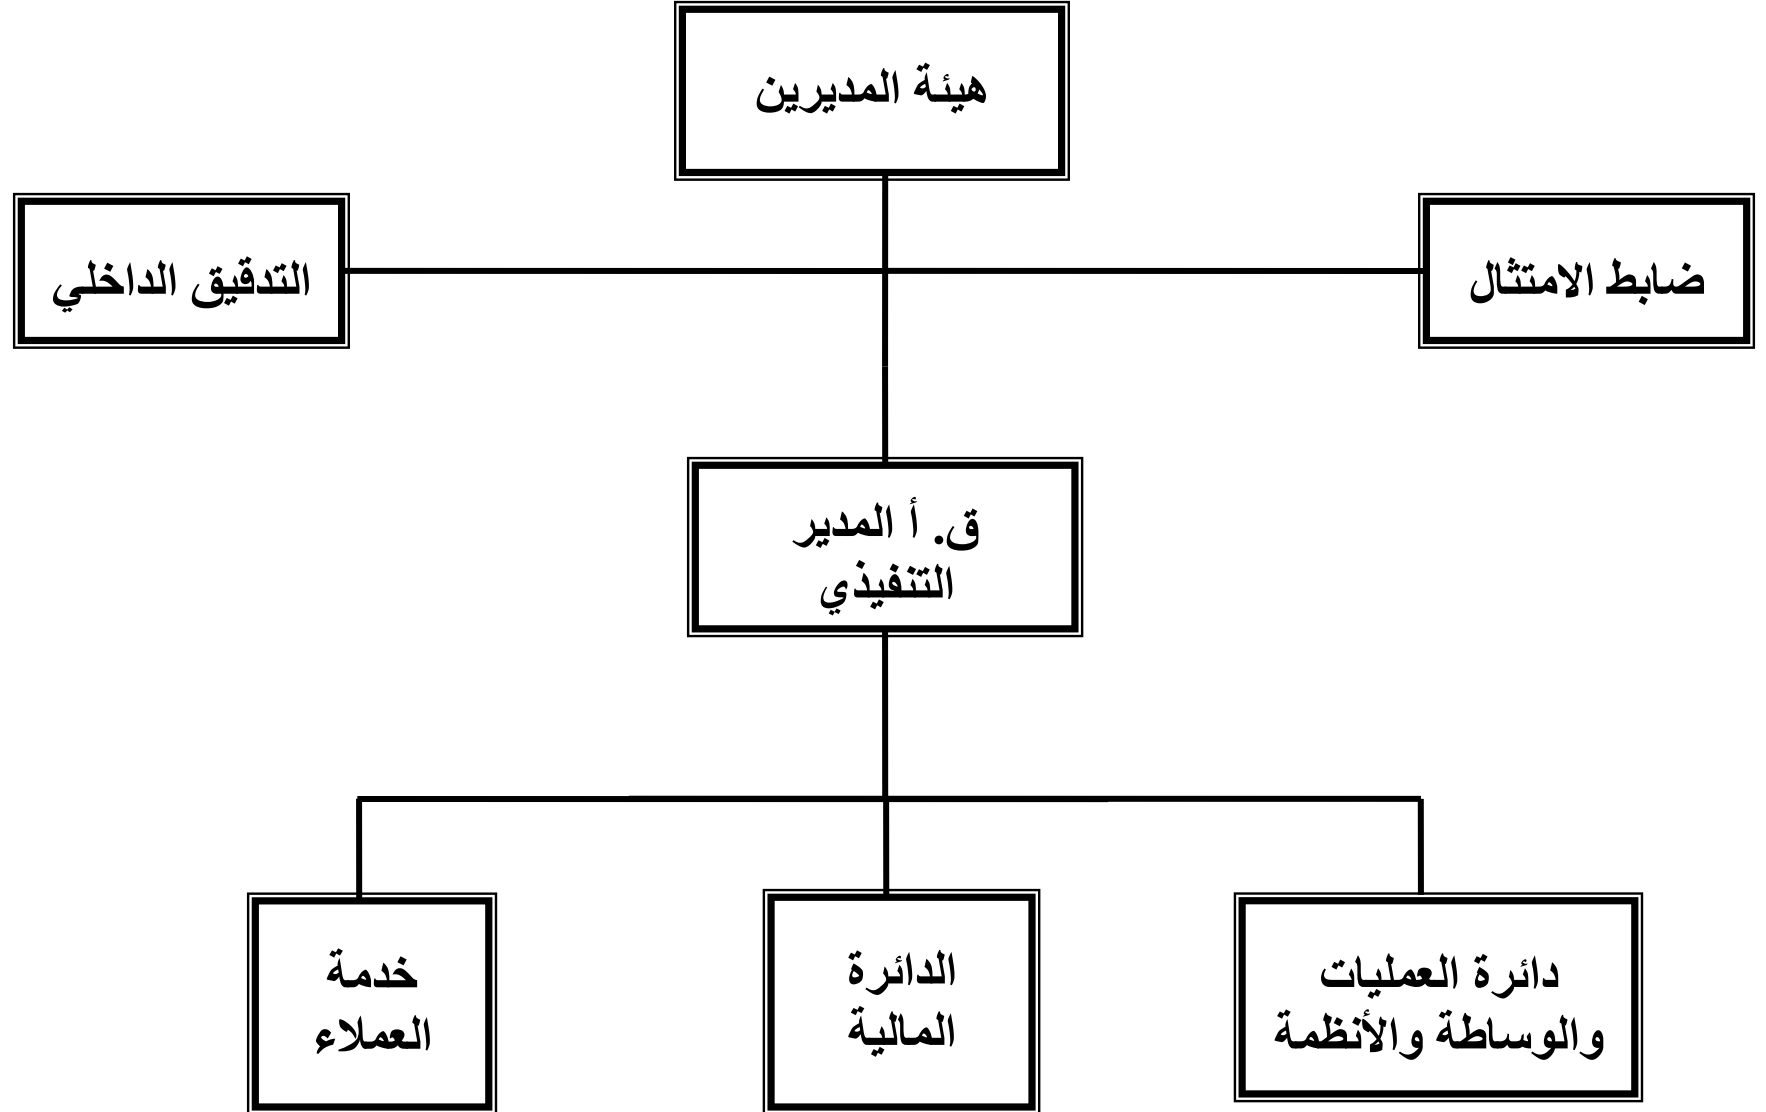 هيئة المديرين
ضابط الامتثال
التدقيق الداخلي
ق. أ المدير
التنفيذي
دائرة العمليات
والوساطة والأنظمة
الدائرة
المالية
خدمة
العملاء